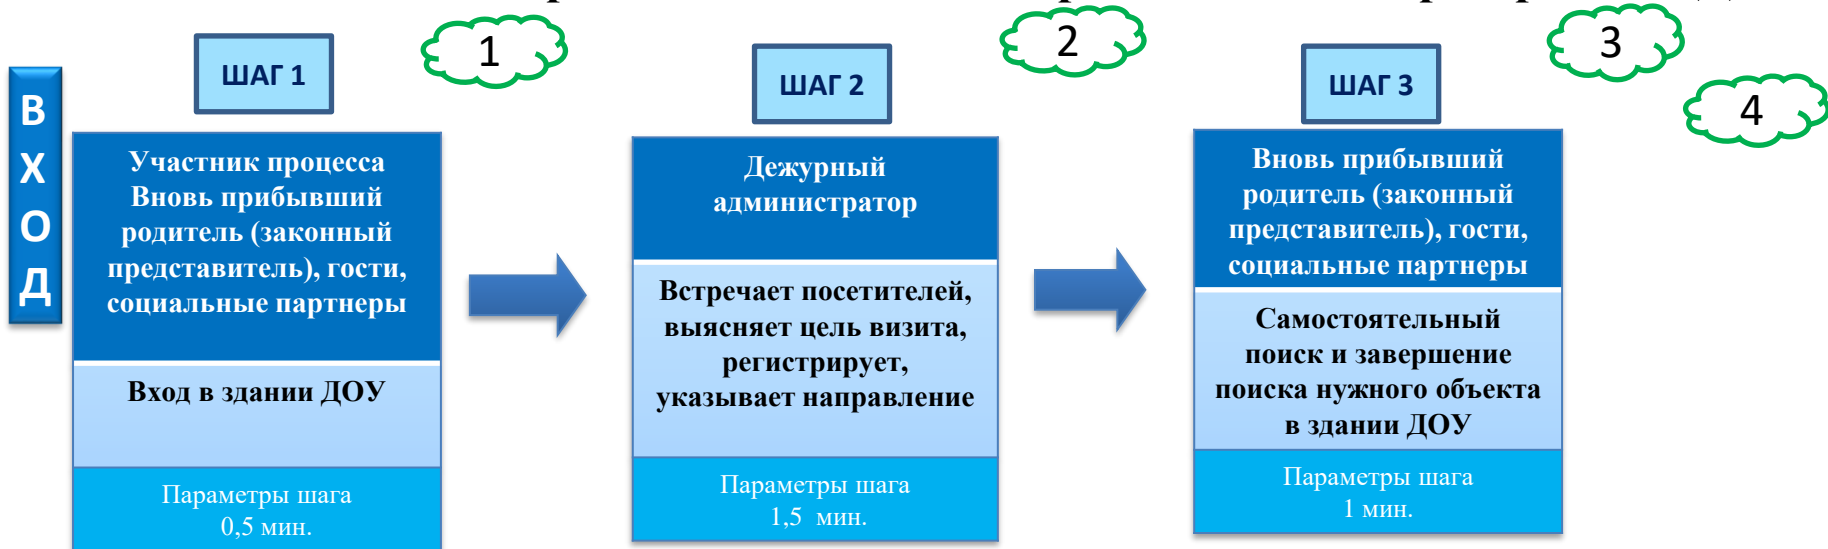 1
2
3
4
ВХОД
ШАГ 1
Участник процесса
Вновь прибывший
родитель (законный
представитель), гости,
социальные партнеры
Вход в здании ДОУ
Параметры шага
0,5 мин.
ШАГ 2
Дежурный
администратор
Встречает посетителей,
выясняет цель визита,
регистрирует,
указывает направление
Параметры шага
1,5 мин.
ШАГ 3
Вновь прибывший
родитель (законный
представитель), гости,
социальные партнеры
Самостоятельный
поиск и завершение
поиска нужного объекта
в здании ДОУ
Параметры шага
1 мин.